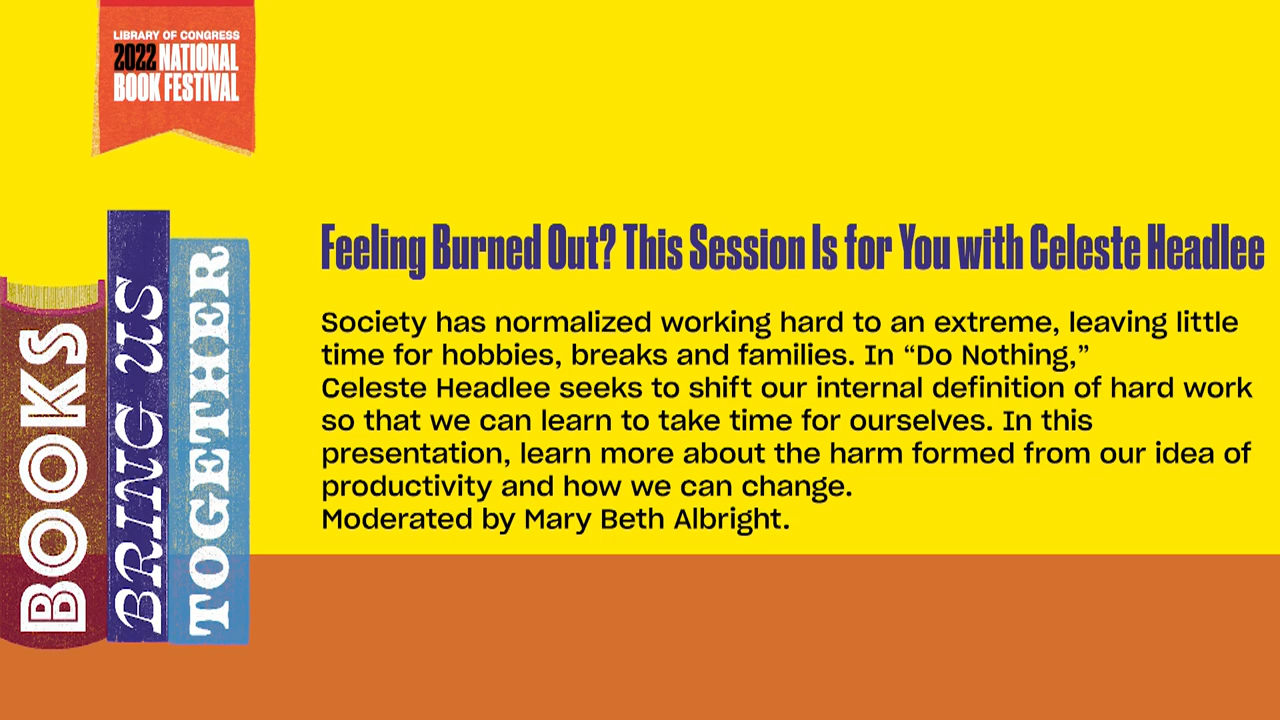 LIBRARY OF CONGRESS
2022 NATIONAL
BOOK FESTIVAL
BOOKS
BRING US
TOGETHER
Feeling Burned Out? This Session Is for You with Celeste Headlee
Society has normalized working hard to an extreme, leaving little
time for hobbies, breaks and families. In “Do Nothing,”
Celeste Headlee seeks to shift our internal definition of hard work
so that we can learn to take time for ourselves. In this
presentation, learn more about the harm formed from our idea of
productivity and how we can change.
Moderated by Mary Beth Albright.